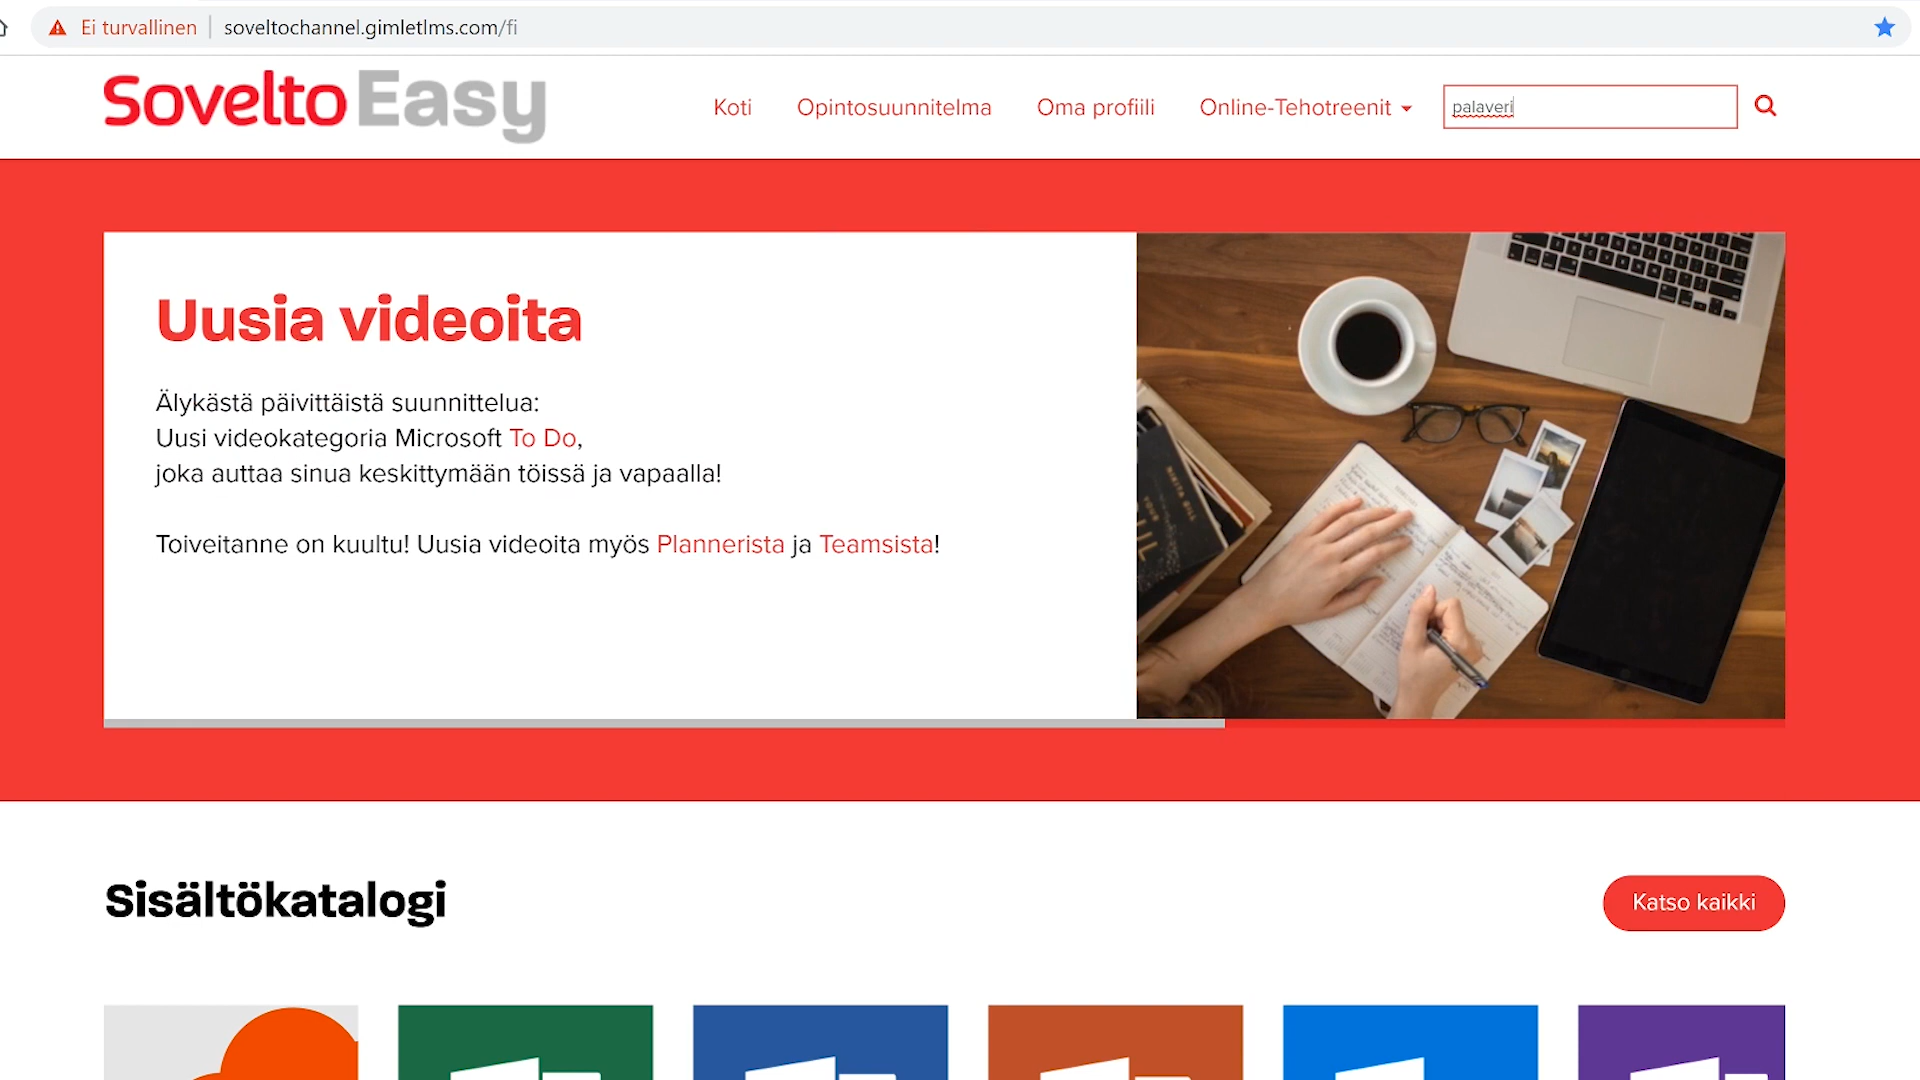 Ei turvallinen soveltochannel.gimletlms.com/fi
Sovelto Easy
Koti Opintosuunnitelma Oma profiili Online-Tehotreenit palaveri
Uusia videoita
Älykästä päivittäistä suunnittelua:
Uusi videokategoria Microsoft To Do,
joka auttaa sinua keskittymään töissä ja vapaalla!
Toiveitanne on kuultu! Uusia videoita myös Plannerista ja Teamsista!
Sisältökatalogi
Katso kaikki